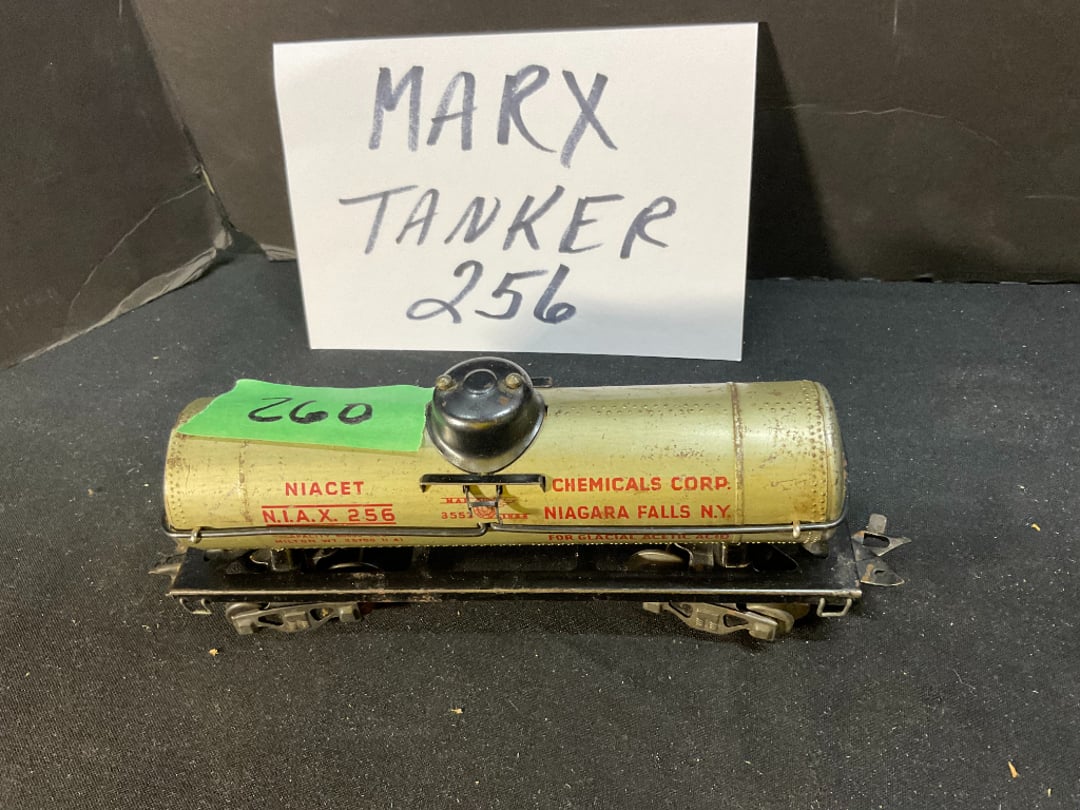 MARX
TANKER
256
260
NIACET
N.I.A.X. 256
CHEMICALS CORP.
NIAGARA FALLS N.Y.
FOR GLACIAL ACETIC ACID